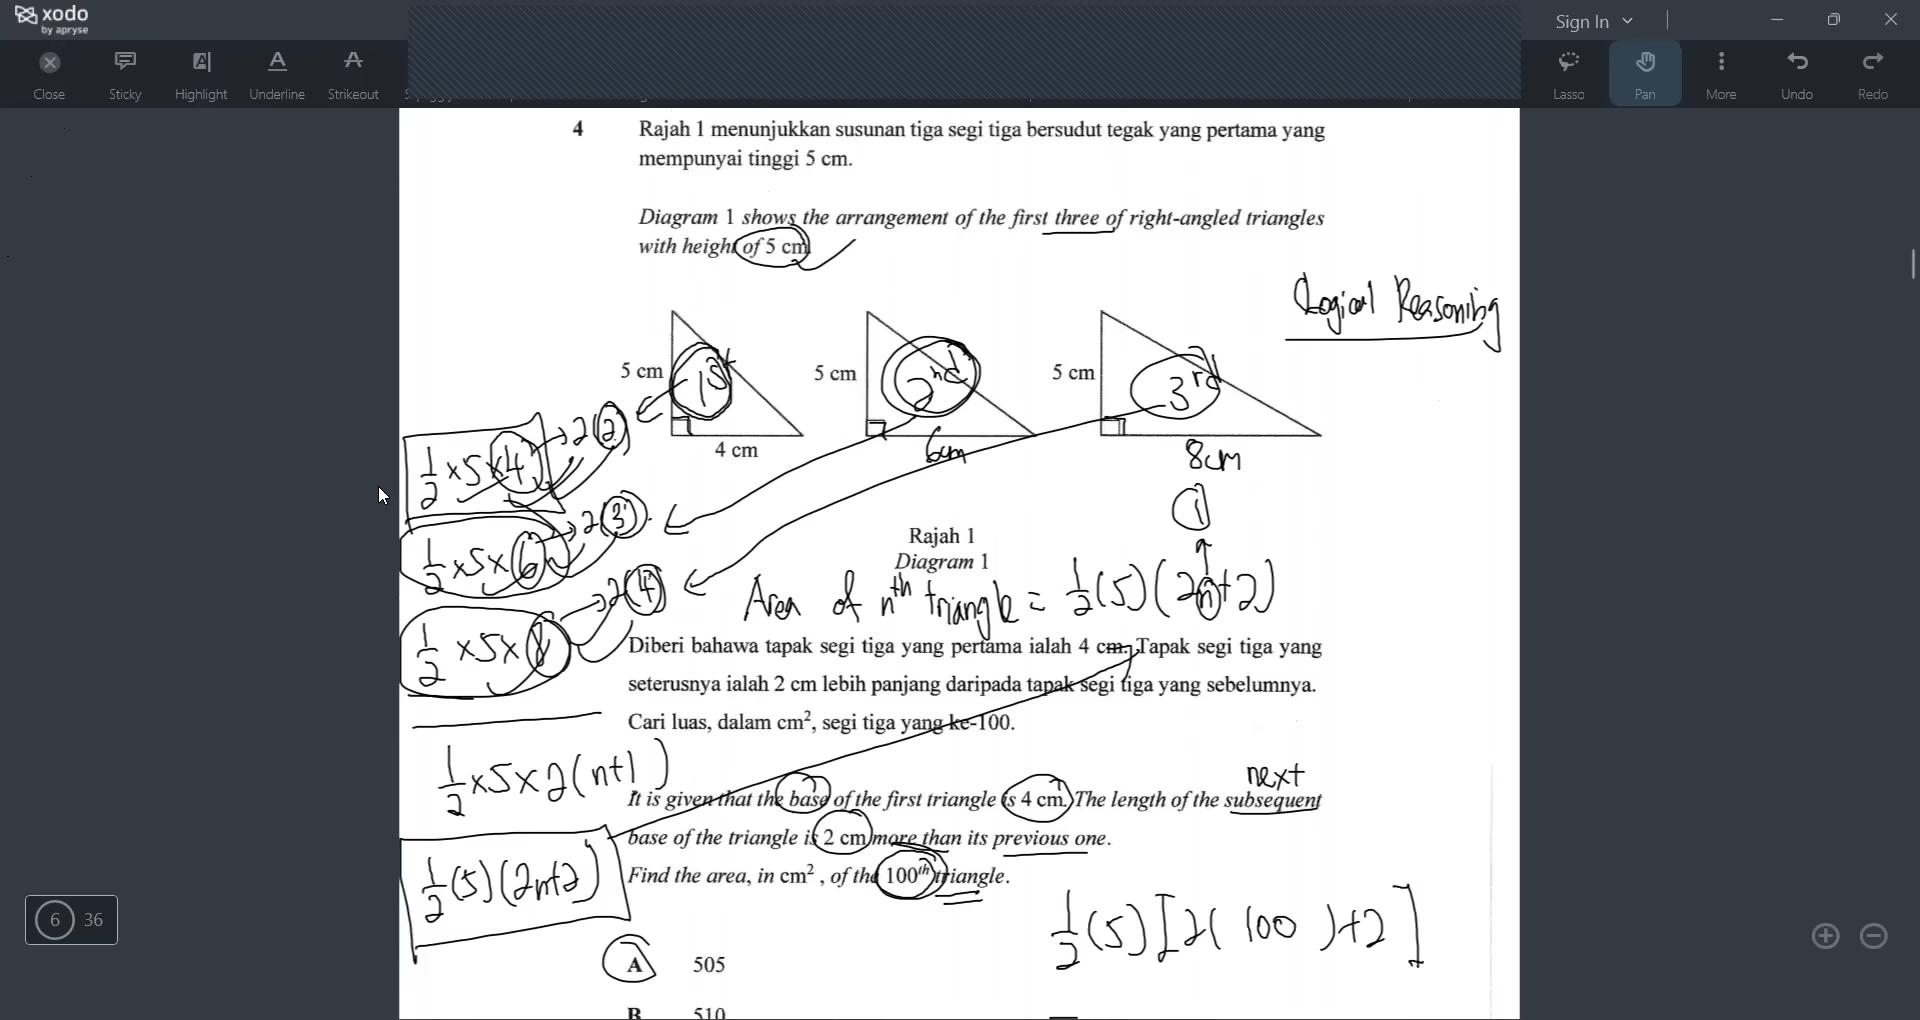 xodo
by apryse
Sign In
Close
Sticky
Highlight
Underline
Strikeout
Lasso
Pan
More
Undo
Redo
4 Rajah 1 menunjukkan susunan tiga segi tiga bersudut tegak yang pertama yang
mempunyai tinggi 5 cm.
Diagram 1 shows the arrangement of the first three of right-angled triangles
with height of 5 cm.
Logical Reasoning
5 cm 1st
4 cm
5 cm 2nd
6cm
5 cm 3rd
8cm
1
1/2 × 5 × 4 → 2(2)
1/2 × 5 × 6 → 2(3)
1/2 × 5 × 8 → 2(4)
Rajah 1
Diagram 1
Area of nth triangle = 1/2 (5) (2n+2)
Diberi bahawa tapak segi tiga yang pertama ialah 4 cm. Tapak segi tiga yang
seterusnya ialah 2 cm lebih panjang daripada tapak segi tiga yang sebelumnya.
Cari luas, dalam cm², segi tiga yang ke-100.
1/2 × 5 × 2(n+1)
next
It is given that the base of the first triangle is 4 cm. The length of the subsequent
base of the triangle is 2 cm more than its previous one.
Find the area, in cm², of the 100th triangle.
1/2 (5) (2n+2)
1/2 (5) [2(100)+2]
A 505
B 510
6 36